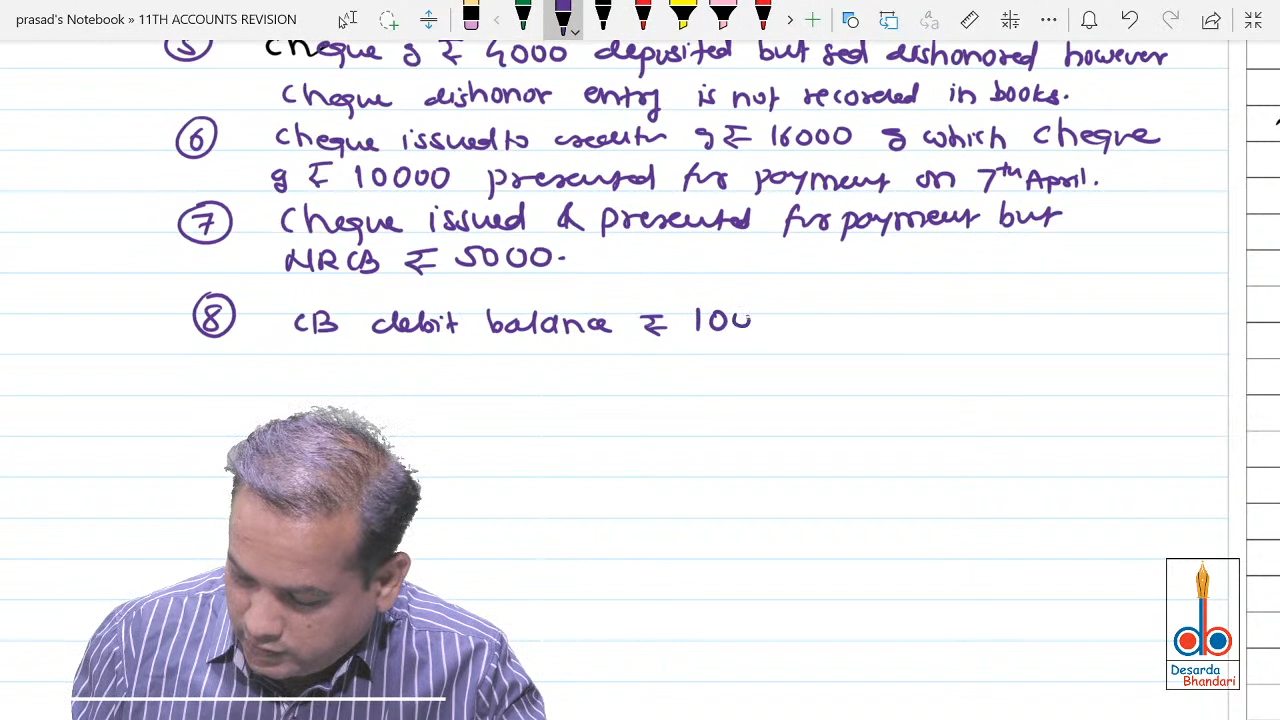 prasad's Notebook » 11TH ACCOUNTS REVISION
5 Cheque of ₹ 4000 deposited but dishonored however
cheque dishonor entry is not recorded in books.
6 Cheque issued to creditor of ₹ 16000 of which cheque
of ₹ 10000 presented for payment on 7th April.
7 Cheque issued & presented for payment but
NRCB ₹ 5000.
8 CB debit balance ₹ 100
Desarda
Bhandari